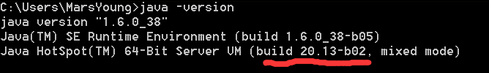 C:\Users\MarsYoung>java -version
java version "1.6.0_38"
Java(TM) SE Runtime Environment (build 1.6.0_38-b05)
Java HotSpot(TM) 64-Bit Server VM (build 20.13-b02, mixed mode)